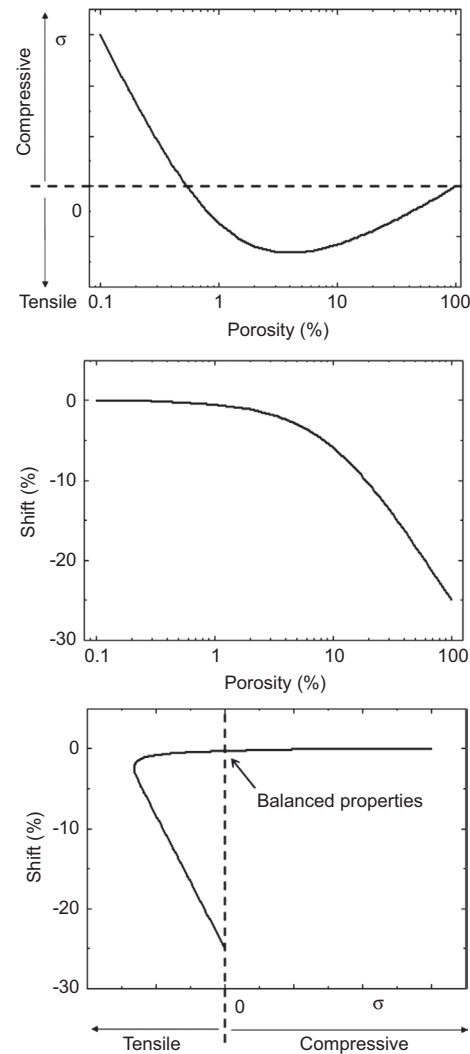 Compressive
σ
0
Tensile
0.1 1 10 100
Porosity (%)
Shift (%)
0
-10
-20
-30
0.1 1 10 100
Porosity (%)
Shift (%)
0
-10
-20
-30
Balanced properties
0 σ
Tensile Compressive